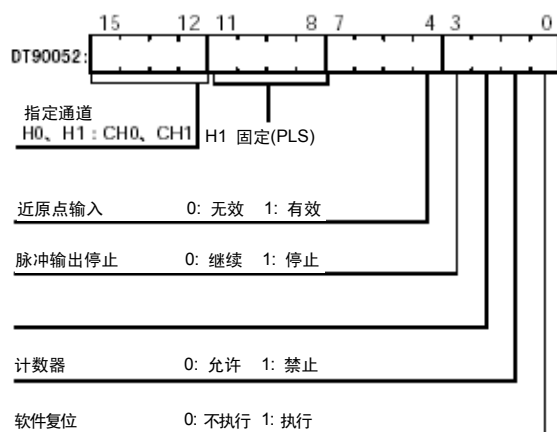 15 12 11 8 7 4 3 0
DT90052:
指定通道
H0、H1：CH0、CH1 H1 固定(PLS)
近原点输入 0: 无效 1: 有效
脉冲输出停止 0: 继续 1: 停止
计数器 0: 允许 1: 禁止
软件复位 0: 不执行 1: 执行